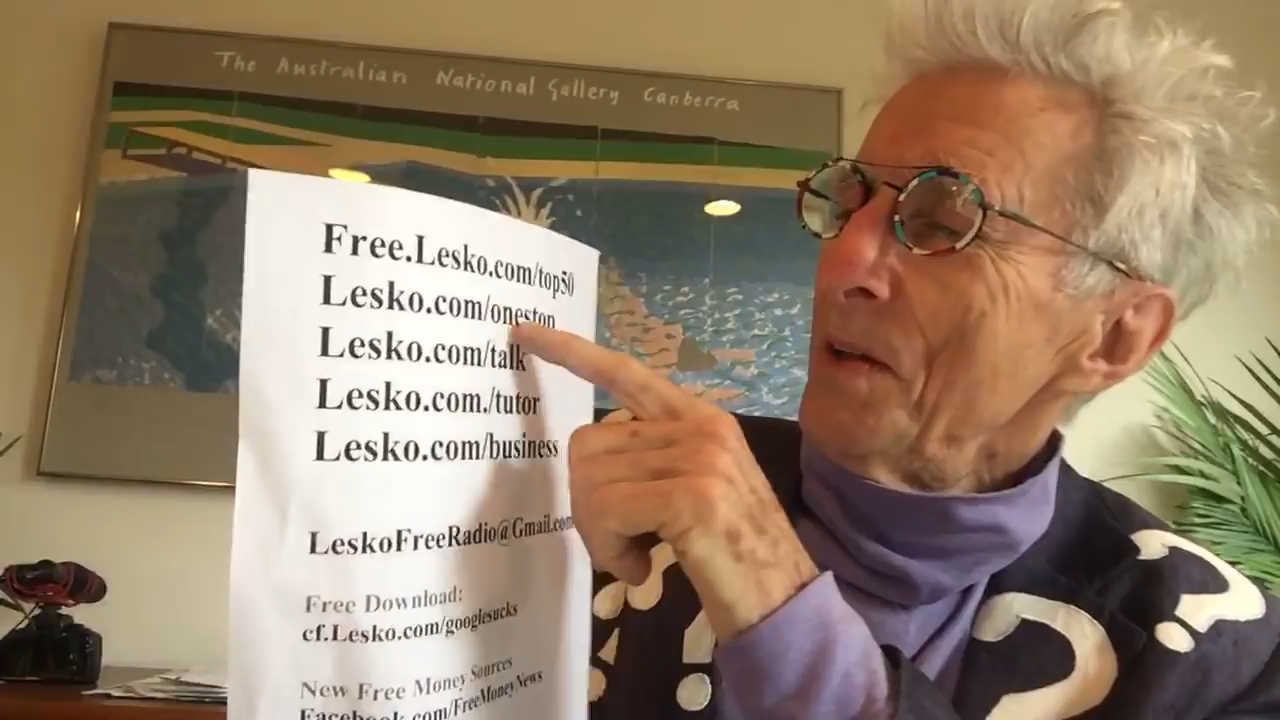 The Australian National Gallery Canberra
Free.Lesko.com/top50
Lesko.com/onestop
Lesko.com/talk
Lesko.com./tutor
Lesko.com/business
LeskoFreeRadio@Gmail.com
Free Download:
cf.Lesko.com/googlesucks
New Free Money Sources
Facebook.com/FreeMoneyNews